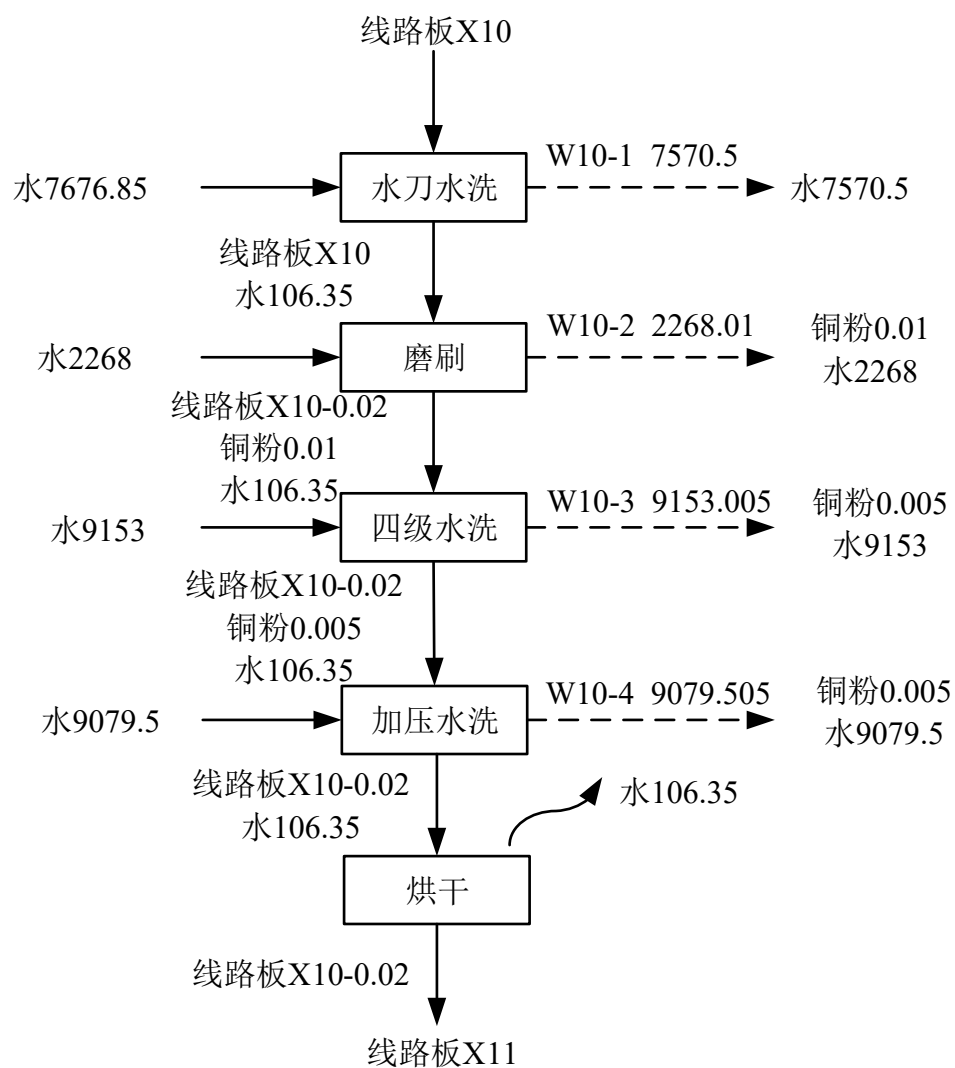 线路板X10
水7676.85
水刀水洗
W10-1 7570.5
水7570.5
线路板X10
水106.35
水2268
磨刷
W10-2 2268.01
铜粉0.01
水2268
线路板X10-0.02
铜粉0.01
水106.35
水9153
四级水洗
W10-3 9153.005
铜粉0.005
水9153
线路板X10-0.02
铜粉0.005
水106.35
水9079.5
加压水洗
W10-4 9079.505
铜粉0.005
水9079.5
线路板X10-0.02
水106.35
水106.35
烘干
线路板X10-0.02
线路板X11